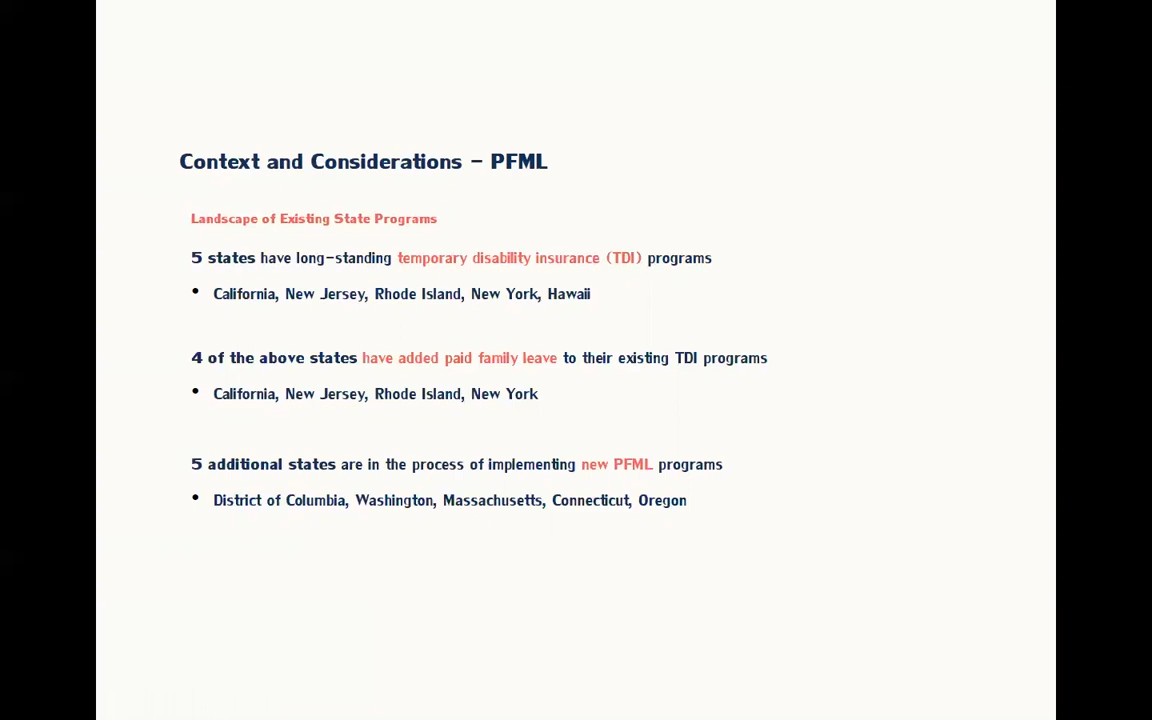 Context and Considerations - PFML
Landscape of Existing State Programs
5 states have long-standing temporary disability insurance (TDI) programs
• California, New Jersey, Rhode Island, New York, Hawaii
4 of the above states have added paid family leave to their existing TDI programs
• California, New Jersey, Rhode Island, New York
5 additional states are in the process of implementing new PFML programs
• District of Columbia, Washington, Massachusetts, Connecticut, Oregon